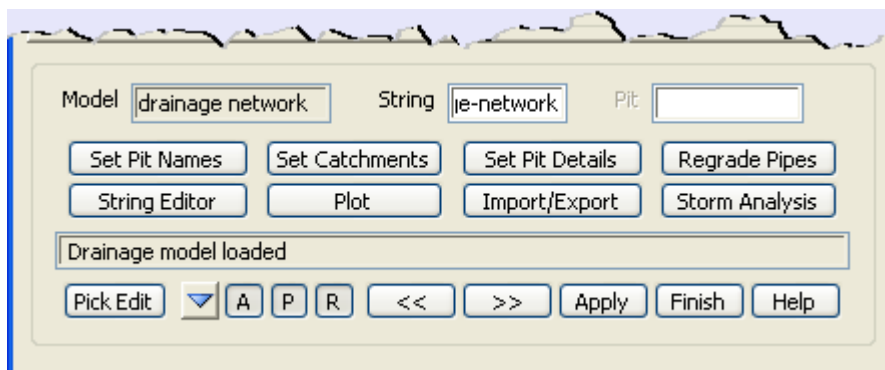 Model drainage network String ie-network Pit
Set Pit Names Set Catchments Set Pit Details Regrade Pipes
String Editor Plot Import/Export Storm Analysis
Drainage model loaded
Pick Edit A P R << >> Apply Finish Help